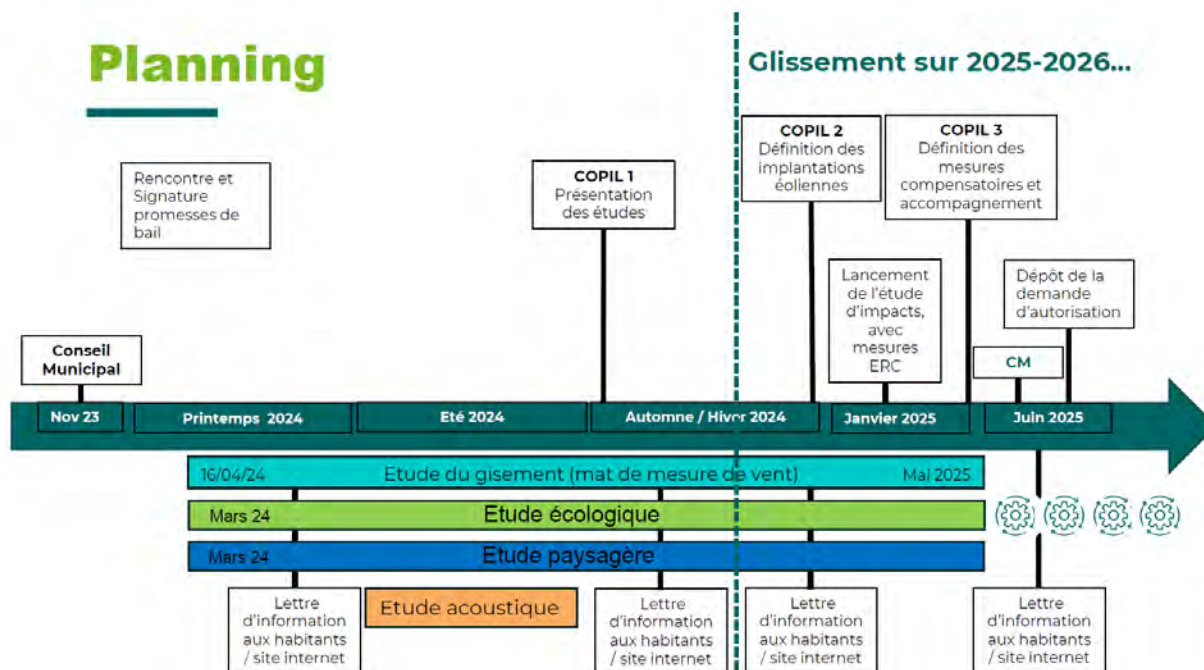 Planning
Glissement sur 2025-2026...
Rencontre et
Signature
promesses de
bail
COPIL 1
Présentation
des études
COPIL 2
Définition des
implantations
éoliennes
COPIL 3
Définition des
mesures
compensatoires et
accompagnement
Conseil
Municipal
Lancement
de l'étude
d'impacts,
avec
mesures
ERC
Dépôt de la
demande
d'autorisation
CM
Nov 23
Printemps 2024
Eté 2024
Automne / Hiver 2024
Janvier 2025
Juin 2025
16/04/24
Etude du gisement (mat de mesure de vent)
Mai 2025
Mars 24
Etude écologique
Mars 24
Etude paysagère
Lettre
d'information
aux habitants
/ site internet
Etude acoustique
Lettre
d'information
aux habitants
/ site internet
Lettre
d'information
aux habitants
/ site internet
Lettre
d'information
aux habitants
/ site internet